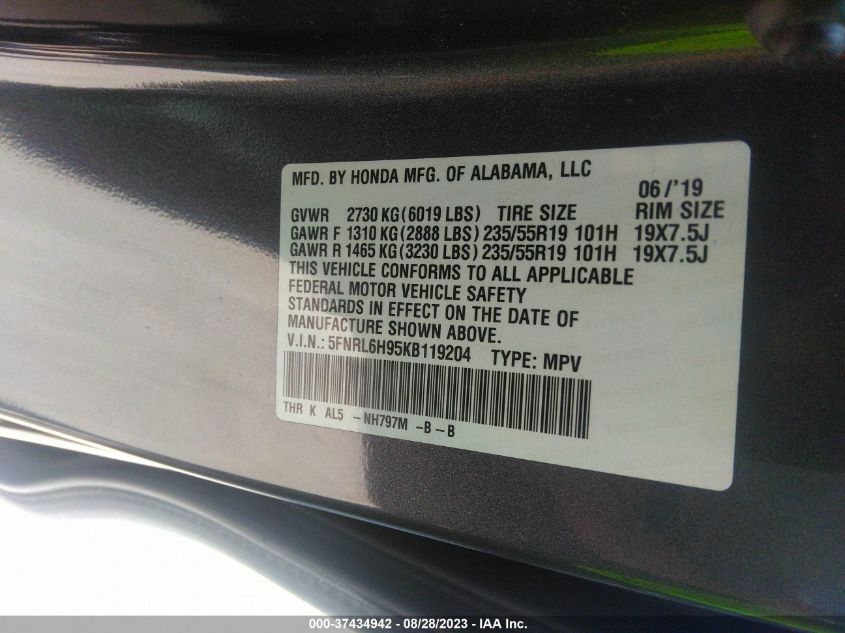 MFD. BY HONDA MFG. OF ALABAMA, LLC
06/'19
GVWR 2730 KG(6019 LBS) TIRE SIZE RIM SIZE
GAWR F 1310 KG(2888 LBS) 235/55R19 101H 19X7.5J
GAWR R 1465 KG(3230 LBS) 235/55R19 101H 19X7.5J
THIS VEHICLE CONFORMS TO ALL APPLICABLE
FEDERAL MOTOR VEHICLE SAFETY
STANDARDS IN EFFECT ON THE DATE OF
MANUFACTURE SHOWN ABOVE.
V.I.N.: 5FNRL6H95KB119204 TYPE: MPV
THR K AL5 -NH797M -B-B
000-37434942 / 08/28/2023 - IAA Inc.